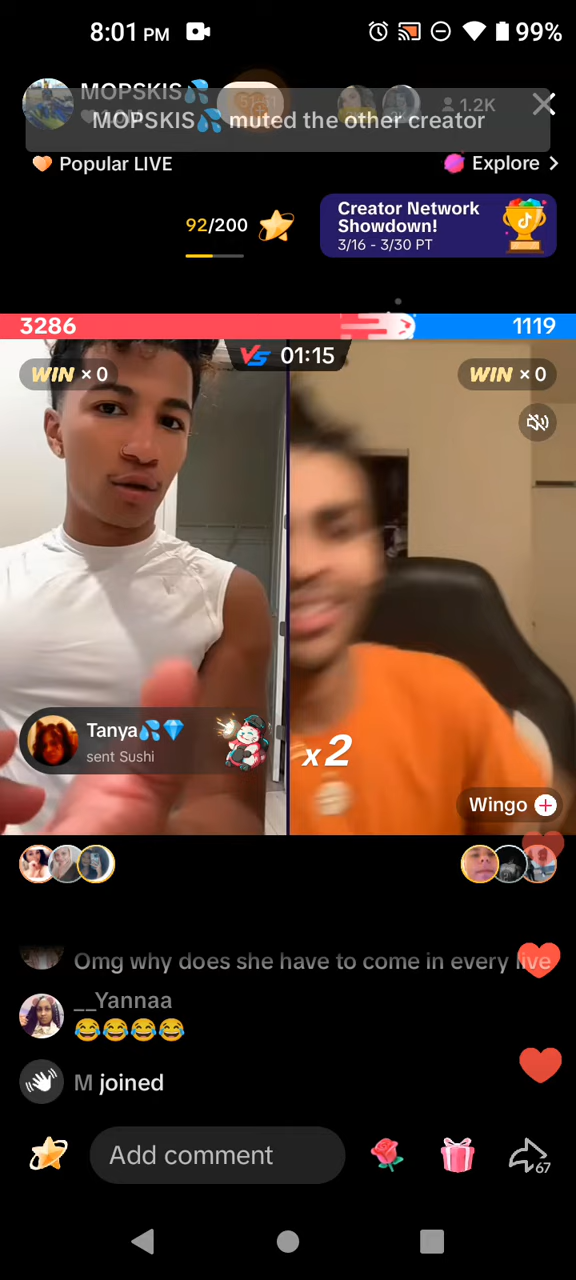 8:01 PM
99%
MOPSKIS💦
1.2K
MOPSKIS💦 muted the other creator
Popular LIVE
Explore
92/200
Creator Network
Showdown!
3/16 - 3/30 PT
3286
1119
VS 01:15
WIN × 0
WIN × 0
Tanya💦💎
sent Sushi
x2
Wingo
Omg why does she have to come in every live
__Yannaa
😂😂😂😂
M joined
Add comment
67